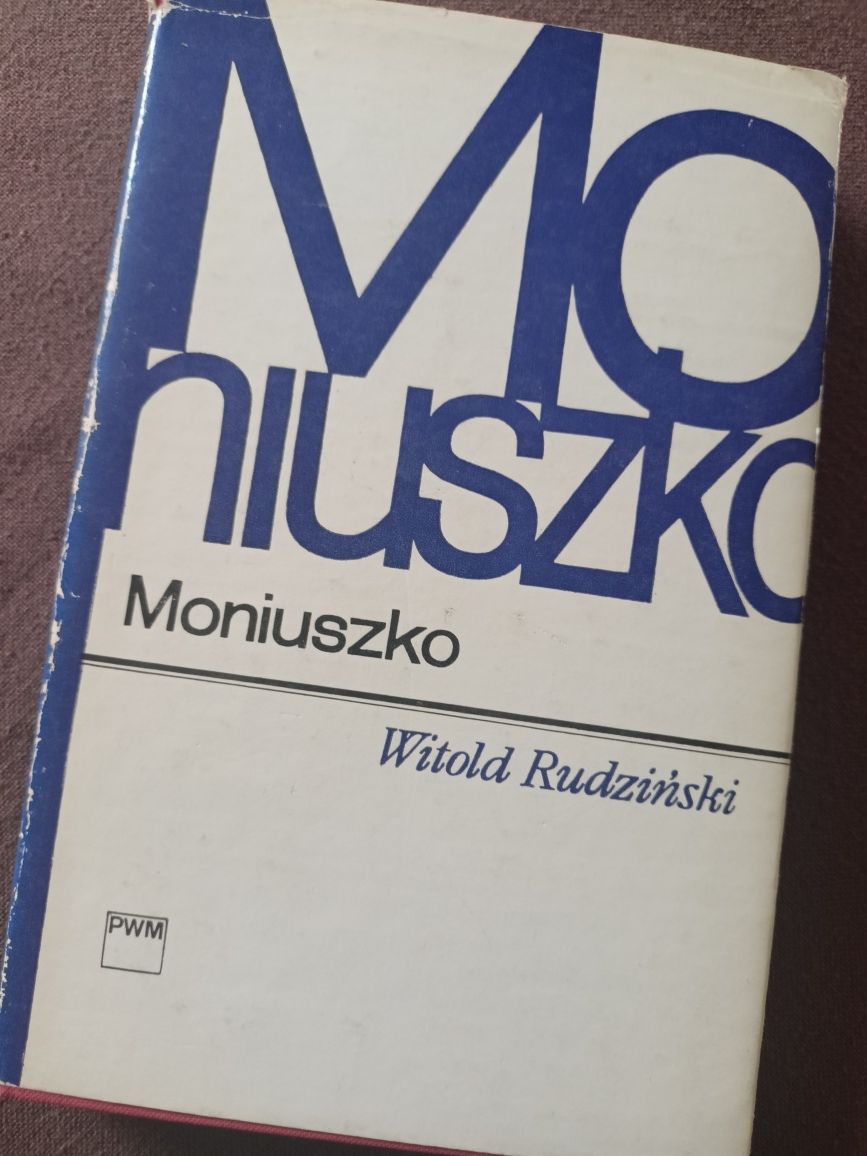 Mo
niuszko
Moniuszko
Witold Rudziński
PWM